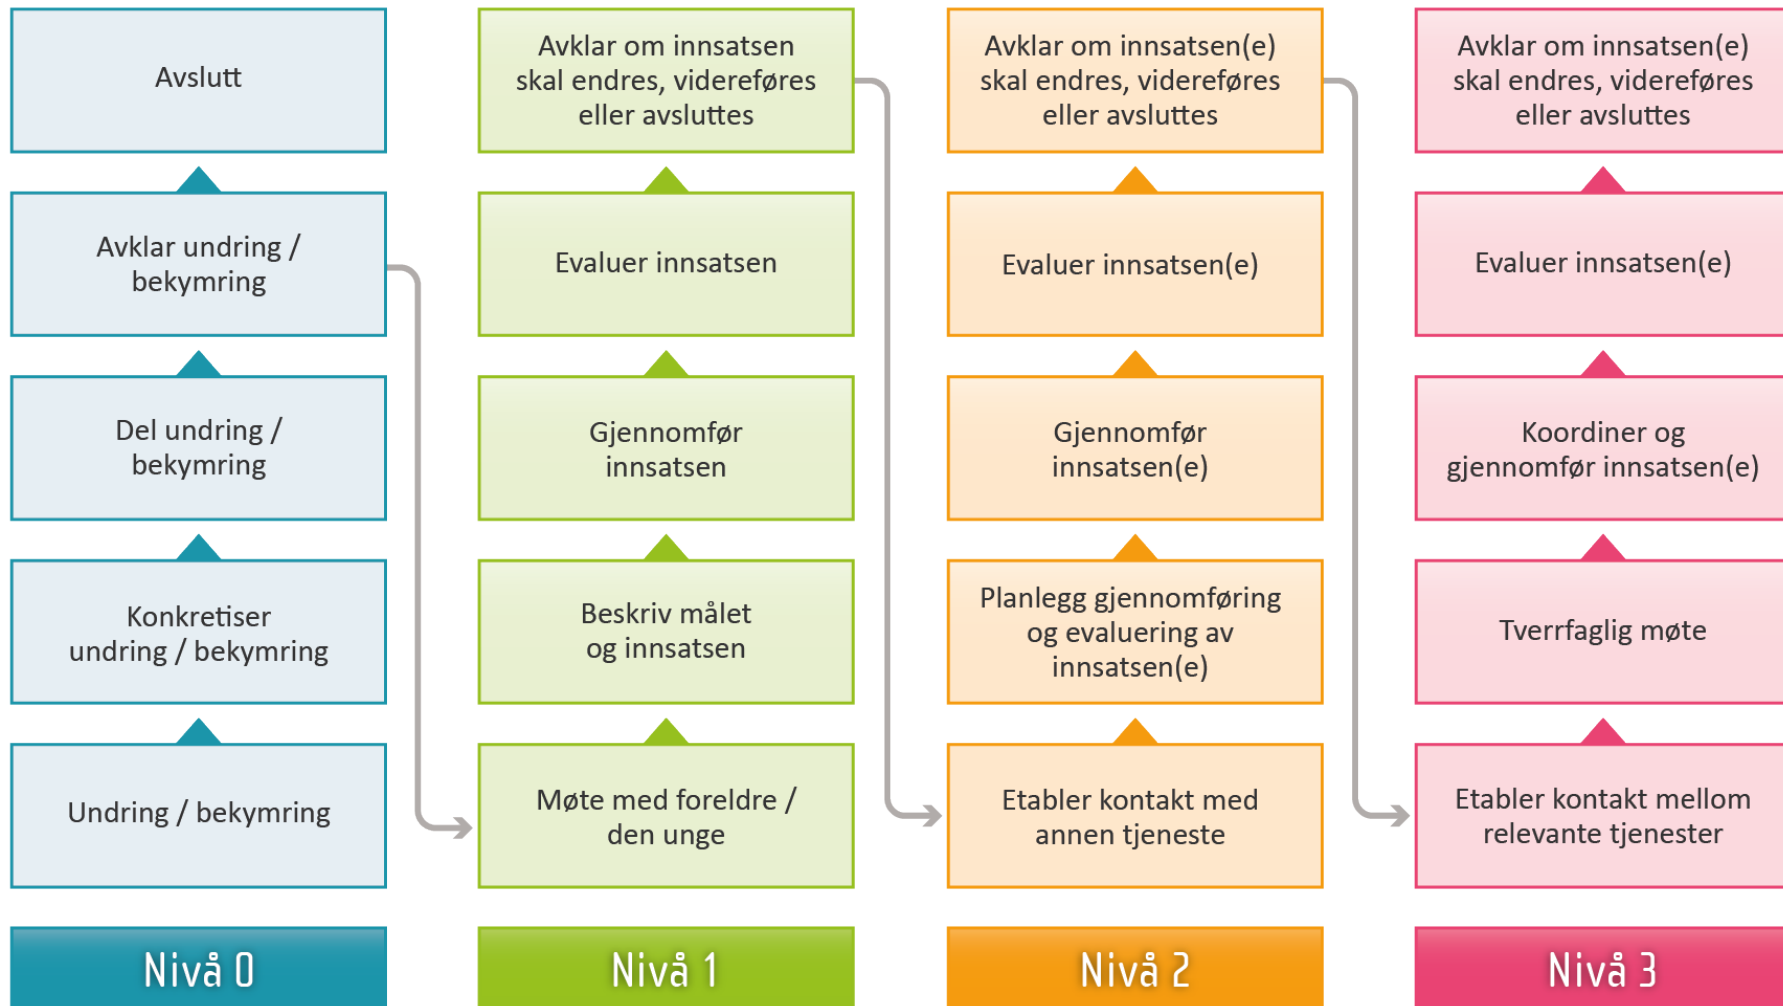 Avslutt
Avklar undring /
bekymring
Del undring /
bekymring
Konkretiser
undring / bekymring
Undring / bekymring
Nivå 0
Avklar om innsatsen
skal endres, videreføres
eller avsluttes
Evaluer innsatsen
Gjennomfør
innsatsen
Beskriv målet
og innsatsen
Møte med foreldre /
den unge
Nivå 1
Avklar om innsatsen(e)
skal endres, videreføres
eller avsluttes
Evaluer innsatsen(e)
Gjennomfør
innsatsen(e)
Planlegg gjennomføring
og evaluering av
innsatsen(e)
Etabler kontakt med
annen tjeneste
Nivå 2
Avklar om innsatsen(e)
skal endres, videreføres
eller avsluttes
Evaluer innsatsen(e)
Koordiner og
gjennomfør innsatsen(e)
Tverrfaglig møte
Etabler kontakt mellom
relevante tjenester
Nivå 3